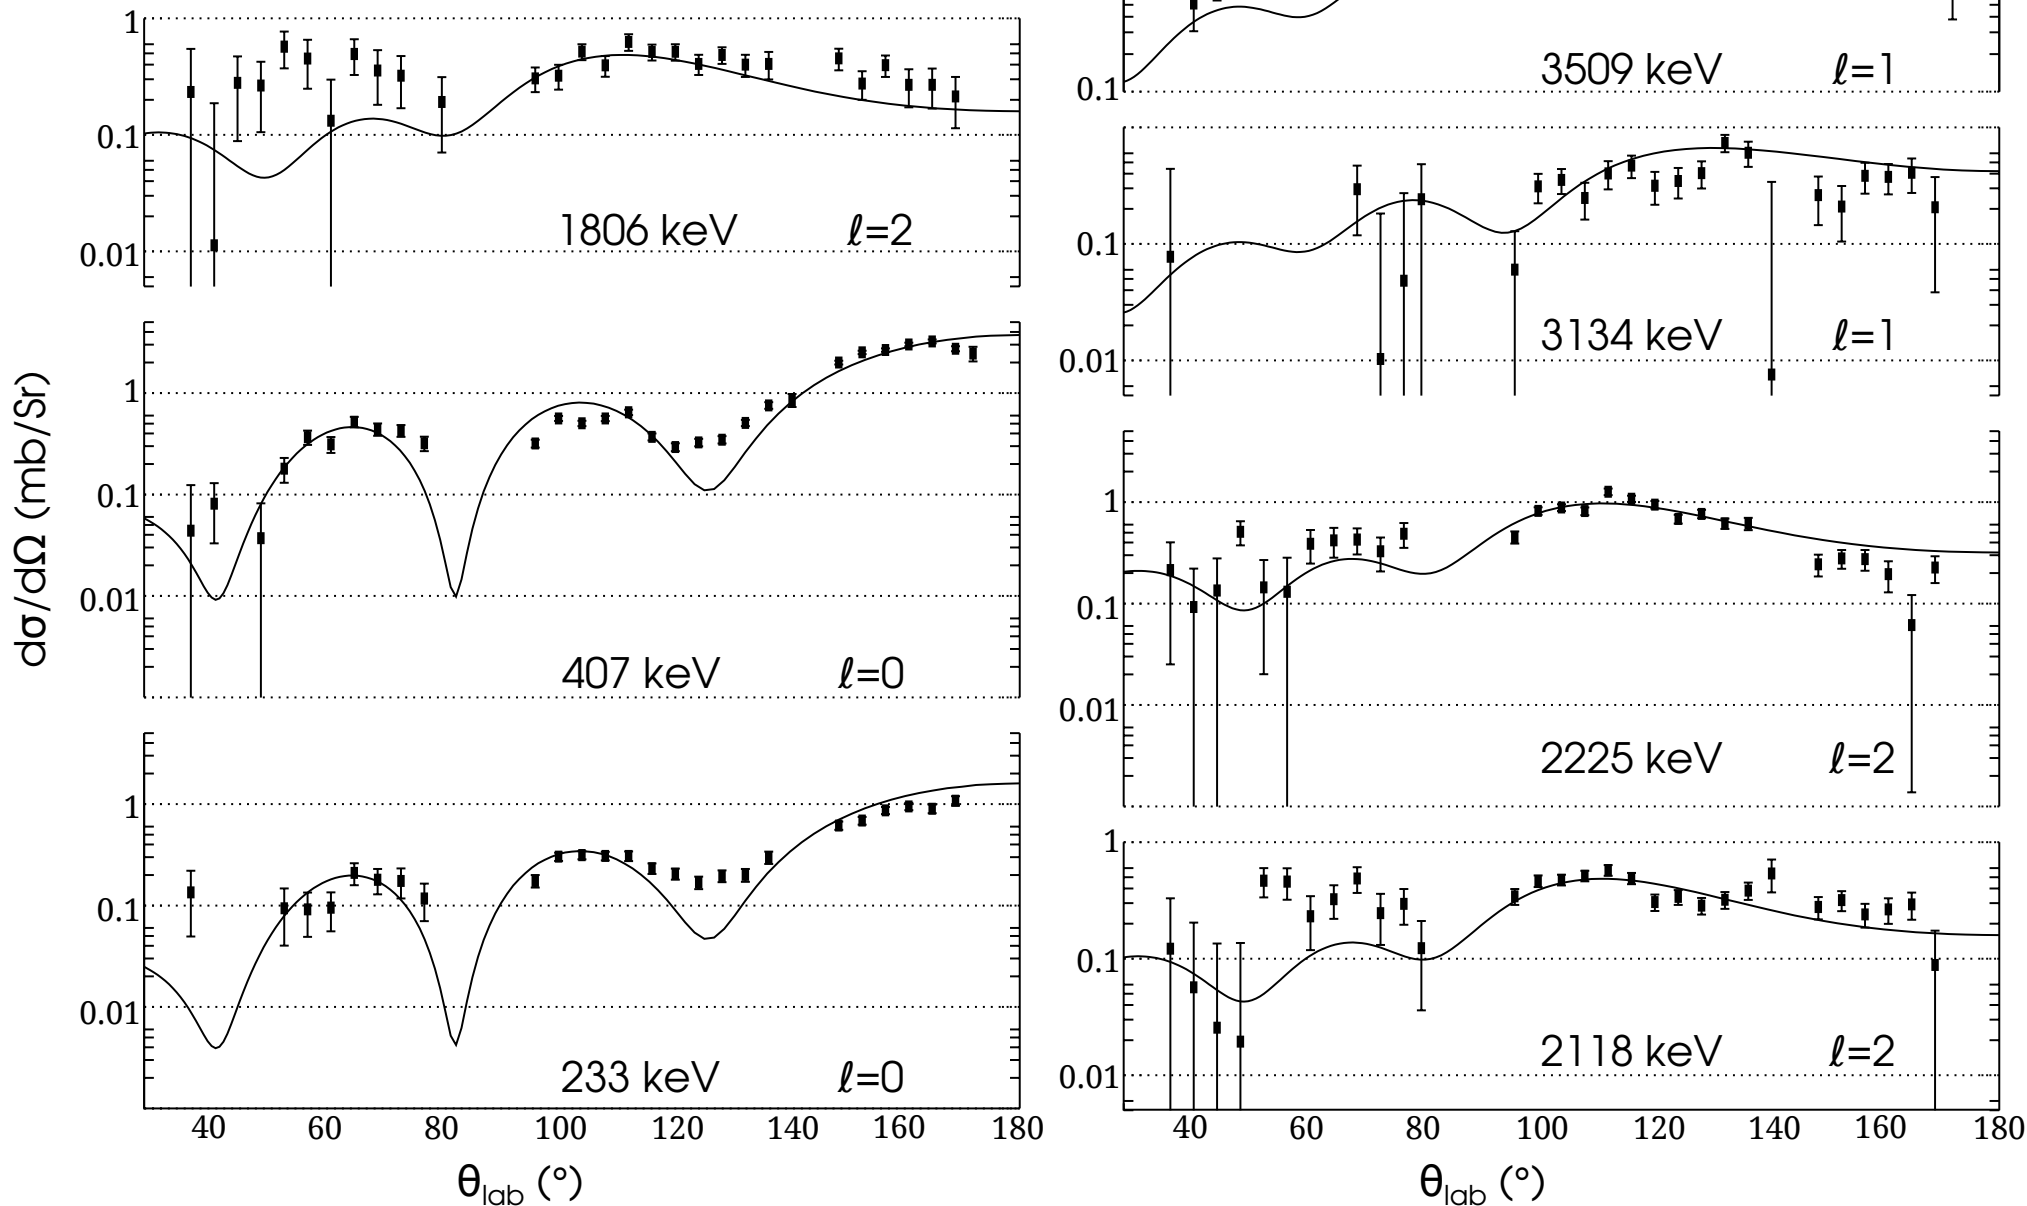 dσ/dΩ (mb/Sr)
1
0.1
0.01
1806 keV ℓ=2
1
0.1
0.01
407 keV ℓ=0
1
0.1
0.01
233 keV ℓ=0
40 60 80 100 120 140 160 180
θlab (°)
3509 keV ℓ=1
0.1
0.1
3134 keV ℓ=1
0.01
1
0.1
0.01
2225 keV ℓ=2
1
0.1
2118 keV ℓ=2
0.01
40 60 80 100 120 140 160 180
θlab (°)